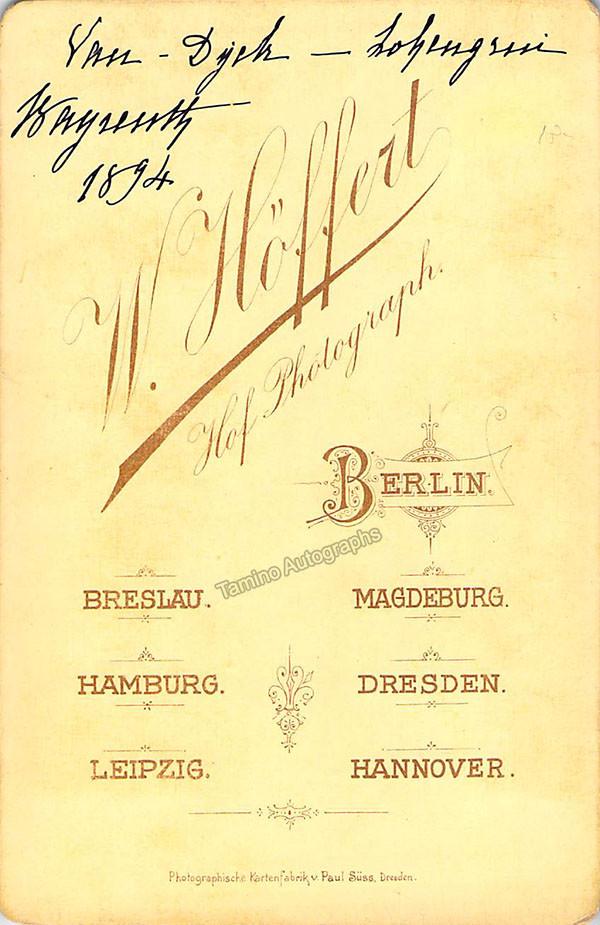 Van - Dyck — Lohengrin
Bayreuth -
1894
W. Höffert
Hof Photograph.
BERLIN.
Tamino Autographs
BRESLAU. MAGDEBURG.
HAMBURG. DRESDEN.
LEIPZIG. HANNOVER.
Photographische Kartenfabrik v. Paul Süss, Dresden.